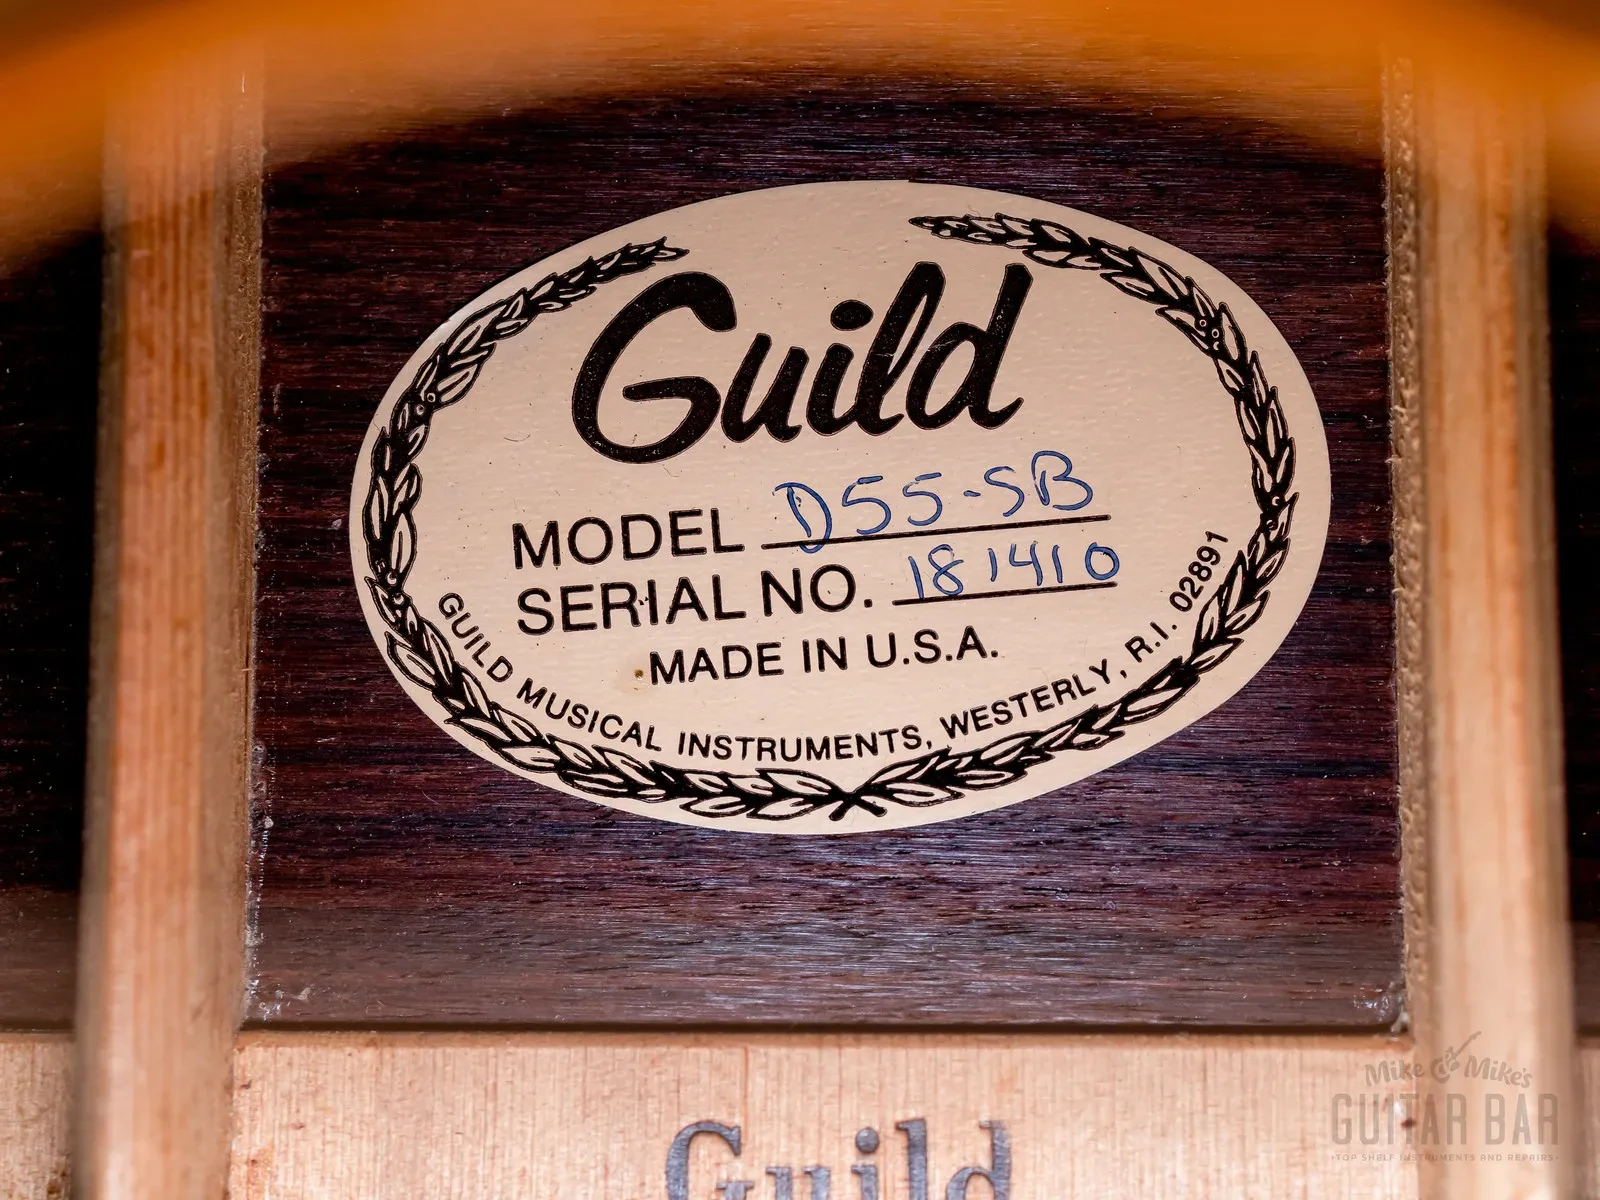 Guild
MODEL D55-SB
SERIAL NO. 181410
MADE IN U.S.A.
GUILD MUSICAL INSTRUMENTS, WESTERLY, R.I. 02891
Guild
Mike & Mike's
GUITAR BAR
•TOP SHELF INSTRUMENTS AND REPAIRS•